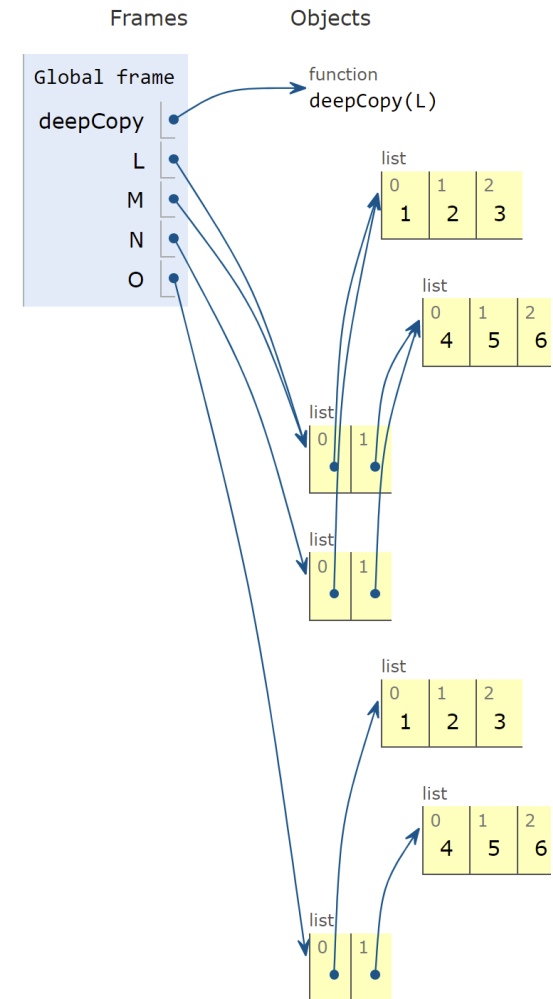 Frames Objects
Global frame
function
deepCopy(L)
deepCopy
L
M
N
O
list
0 1 2
1 2 3
list
0 1 2
4 5 6
list
0 1
list
0 1
list
0 1 2
1 2 3
list
0 1 2
4 5 6
list
0 1